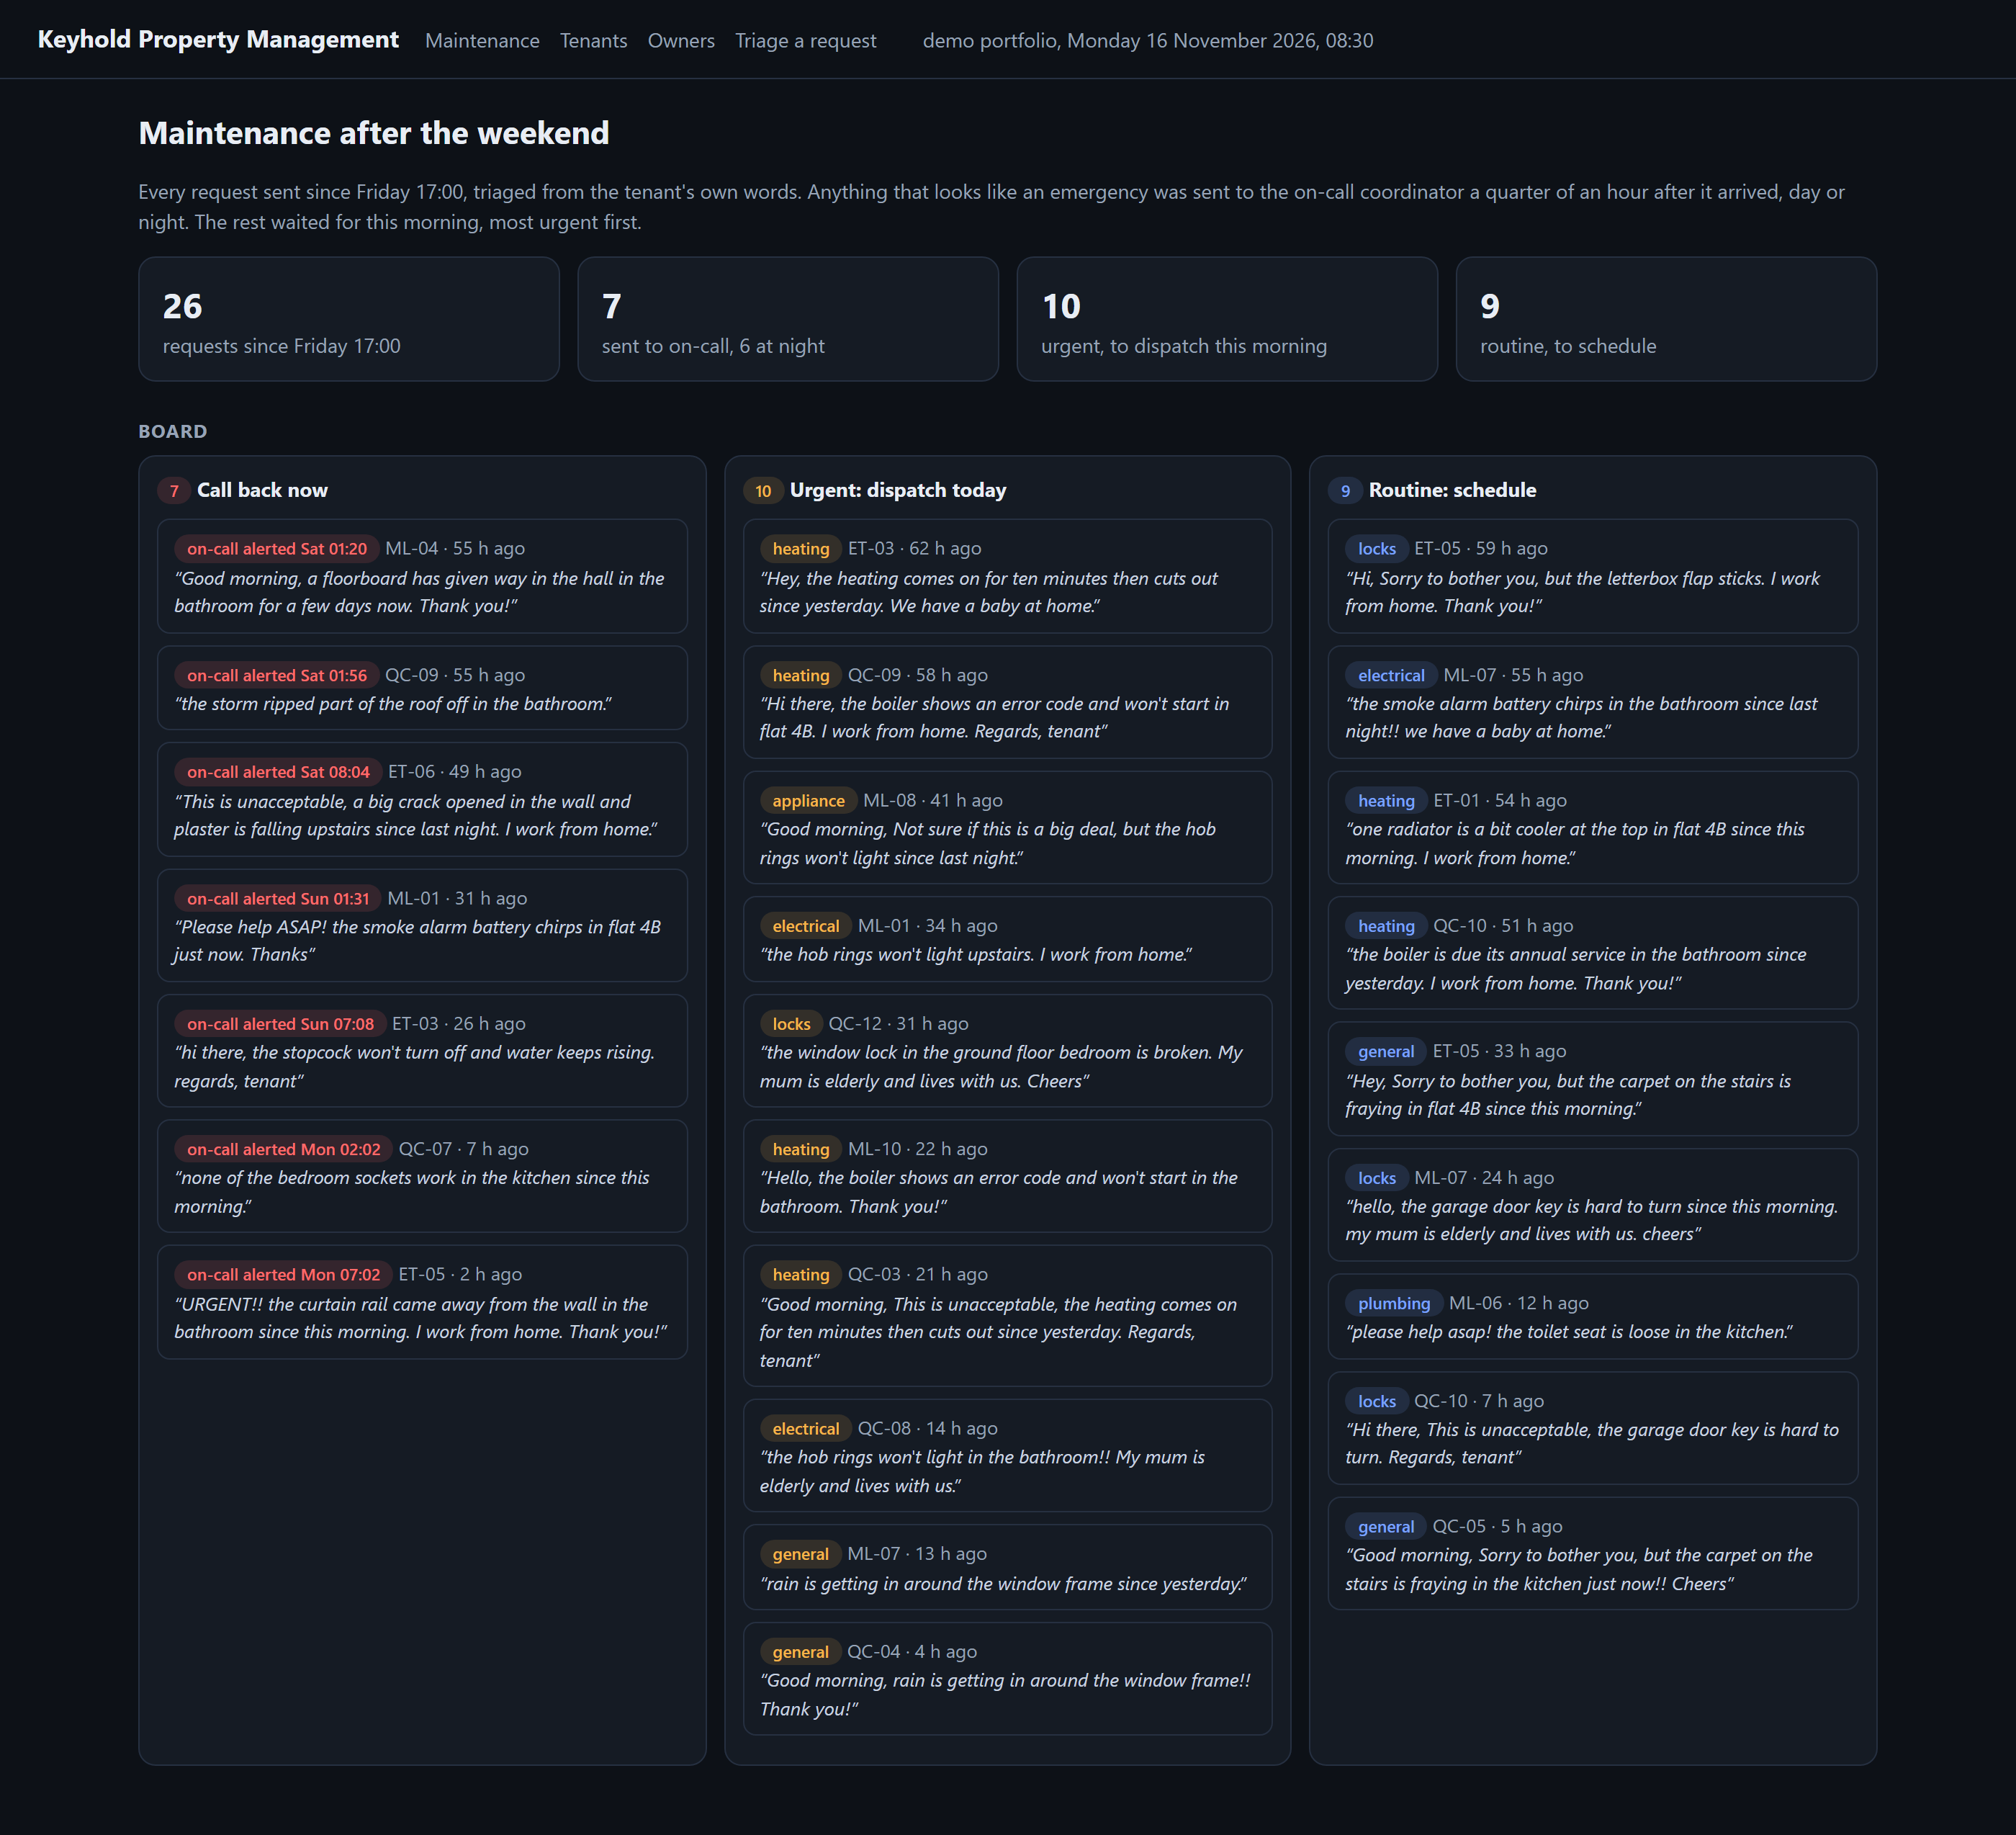 Keyhold Property Management
Maintenance
Tenants
Owners
Triage a request
demo portfolio, Monday 16 November 2026, 08:30
Maintenance after the weekend
Every request sent since Friday 17:00, triaged from the tenant's own words. Anything that looks like an emergency was sent to the on-call coordinator a quarter of an hour after it arrived, day or
night. The rest waited for this morning, most urgent first.
26
requests since Friday 17:00
7
sent to on-call, 6 at night
10
urgent, to dispatch this morning
9
routine, to schedule
BOARD
7 Call back now
on-call alerted Sat 01:20 ML-04 · 55 h ago
“Good morning, a floorboard has given way in the hall in the
bathroom for a few days now. Thank you!”
on-call alerted Sat 01:56 QC-09 · 55 h ago
“the storm ripped part of the roof off in the bathroom.”
on-call alerted Sat 08:04 ET-06 · 49 h ago
“This is unacceptable, a big crack opened in the wall and
plaster is falling upstairs since last night. I work from home.”
on-call alerted Sun 01:31 ML-01 · 31 h ago
“Please help ASAP! the smoke alarm battery chirps in flat 4B
just now. Thanks”
on-call alerted Sun 07:08 ET-03 · 26 h ago
“hi there, the stopcock won't turn off and water keeps rising.
regards, tenant”
on-call alerted Mon 02:02 QC-07 · 7 h ago
“none of the bedroom sockets work in the kitchen since this
morning.”
on-call alerted Mon 07:02 ET-05 · 2 h ago
“URGENT!! the curtain rail came away from the wall in the
bathroom since this morning. I work from home. Thank you!”
10 Urgent: dispatch today
heating ET-03 · 62 h ago
“Hey, the heating comes on for ten minutes then cuts out
since yesterday. We have a baby at home.”
heating QC-09 · 58 h ago
“Hi there, the boiler shows an error code and won't start in
flat 4B. I work from home. Regards, tenant”
appliance ML-08 · 41 h ago
“Good morning, Not sure if this is a big deal, but the hob
rings won't light since last night.”
electrical ML-01 · 34 h ago
“the hob rings won't light upstairs. I work from home.”
locks QC-12 · 31 h ago
“the window lock in the ground floor bedroom is broken. My
mum is elderly and lives with us. Cheers”
heating ML-10 · 22 h ago
“Hello, the boiler shows an error code and won't start in the
bathroom. Thank you!”
heating QC-03 · 21 h ago
“Good morning, This is unacceptable, the heating comes on
for ten minutes then cuts out since yesterday. Regards,
tenant”
electrical QC-08 · 14 h ago
“the hob rings won't light in the bathroom!! My mum is
elderly and lives with us.”
general ML-07 · 13 h ago
“rain is getting in around the window frame since yesterday.”
general QC-04 · 4 h ago
“Good morning, rain is getting in around the window frame!!
Thank you!”
9 Routine: schedule
locks ET-05 · 59 h ago
“Hi, Sorry to bother you, but the letterbox flap sticks. I work
from home. Thank you!”
electrical ML-07 · 55 h ago
“the smoke alarm battery chirps in the bathroom since last
night!! we have a baby at home.”
heating ET-01 · 54 h ago
“one radiator is a bit cooler at the top in flat 4B since this
morning. I work from home.”
heating QC-10 · 51 h ago
“the boiler is due its annual service in the bathroom since
yesterday. I work from home. Thank you!”
general ET-05 · 33 h ago
“Hey, Sorry to bother you, but the carpet on the stairs is
fraying in flat 4B since this morning.”
locks ML-07 · 24 h ago
“hello, the garage door key is hard to turn since this morning.
my mum is elderly and lives with us. cheers”
plumbing ML-06 · 12 h ago
“please help asap! the toilet seat is loose in the kitchen.”
locks QC-10 · 7 h ago
“Hi there, This is unacceptable, the garage door key is hard to
turn. Regards, tenant”
general QC-05 · 5 h ago
“Good morning, Sorry to bother you, but the carpet on the
stairs is fraying in the kitchen just now!! Cheers”